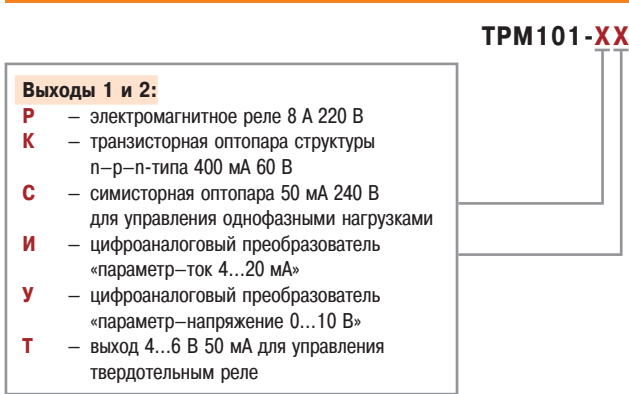 ТРМ101-ХХ
Выходы 1 и 2:
Р – электромагнитное реле 8 А 220 В
К – транзисторная оптопара структуры
n–p–n-типа 400 мА 60 В
С – симисторная оптопара 50 мА 240 В
для управления однофазными нагрузками
И – цифроаналоговый преобразователь
«параметр–ток 4...20 мА»
У – цифроаналоговый преобразователь
«параметр–напряжение 0...10 В»
Т – выход 4...6 В 50 мА для управления
твердотельным реле